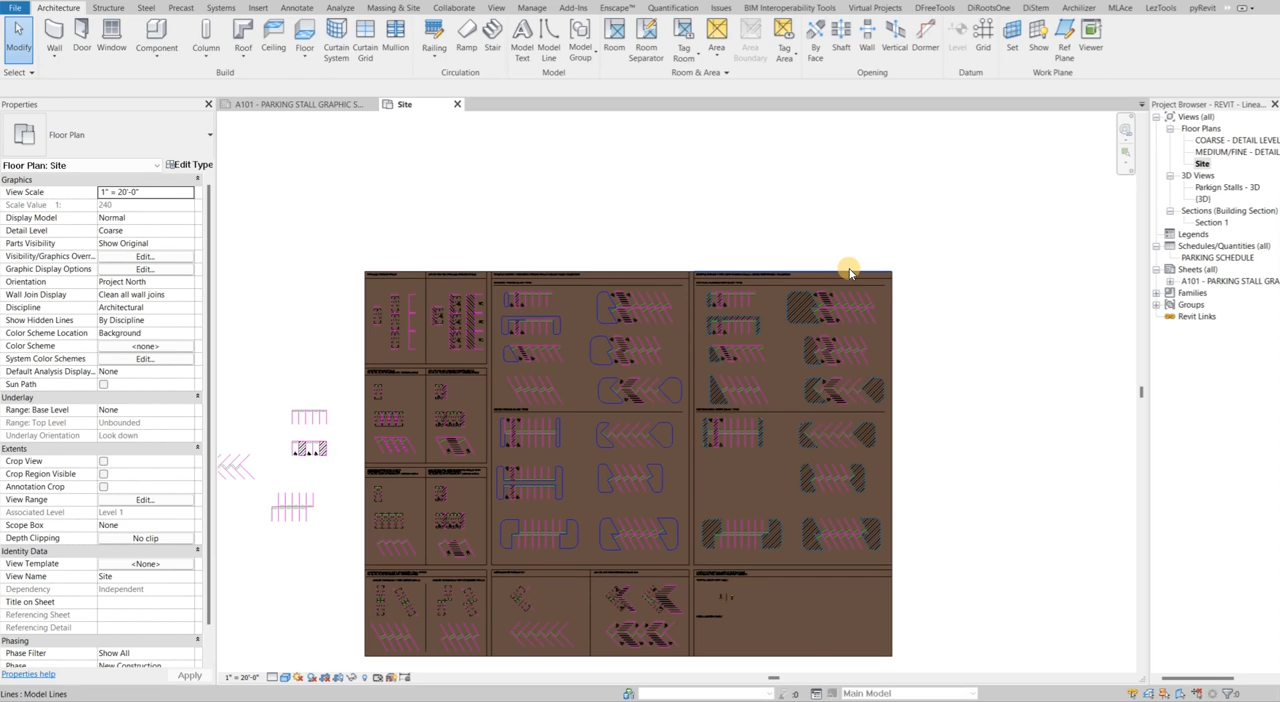 File Architecture Structure Steel Precast Systems Insert Annotate Analyze Massing & Site Collaborate View Manage Add-Ins Enscape™ Quantification Issues BIM Interoperability Tools Virtual Projects DFreeTools DiRootsOne DiStem Archilizer MLAce LezTools pyRevit
Modify Wall Door Window Component Column Roof Ceiling Floor Curtain System Curtain Grid Mullion Railing Ramp Stair Model Text Model Line Model Group Room Room Separator Tag Room Area Area Boundary Tag Area By Face Shaft Wall Vertical Dormer Level Grid Set Show Ref Plane Viewer
Select Build Circulation Model Room & Area Opening Datum Work Plane
Properties
A101 - PARKING STALL GRAPHIC S...
Site
Project Browser - REVIT - Linea...
Floor Plan
Floor Plan: Site
Edit Type
Graphics
View Scale 1" = 20'-0"
Scale Value 1: 240
Display Model Normal
Detail Level Coarse
Parts Visibility Show Original
Visibility/Graphics Overr... Edit...
Graphic Display Options Edit...
Orientation Project North
Wall Join Display Clean all wall joins
Discipline Architectural
Show Hidden Lines By Discipline
Color Scheme Location Background
Color Scheme <none>
System Color Schemes Edit...
Default Analysis Display... None
Sun Path
Underlay
Range: Base Level None
Range: Top Level Unbounded
Underlay Orientation Look down
Extents
Crop View
Crop Region Visible
Annotation Crop
View Range Edit...
Associated Level Level 1
Scope Box None
Depth Clipping No clip
Identity Data
View Template <None>
View Name Site
Dependency Independent
Title on Sheet
Referencing Sheet
Referencing Detail
Phasing
Phase Filter Show All
Phase New Construction
Properties help
Apply
Views (all)
Floor Plans
COARSE - DETAIL LEVEL
MEDIUM/FINE - DETAIL
Site
3D Views
Parkign Stalls - 3D
{3D}
Sections (Building Section)
Section 1
Legends
Schedules/Quantities (all)
PARKING SCHEDULE
Sheets (all)
A101 - PARKING STALL GRA
Families
Groups
Revit Links
1" = 20'-0"
Lines : Model Lines
:0
Main Model
:0